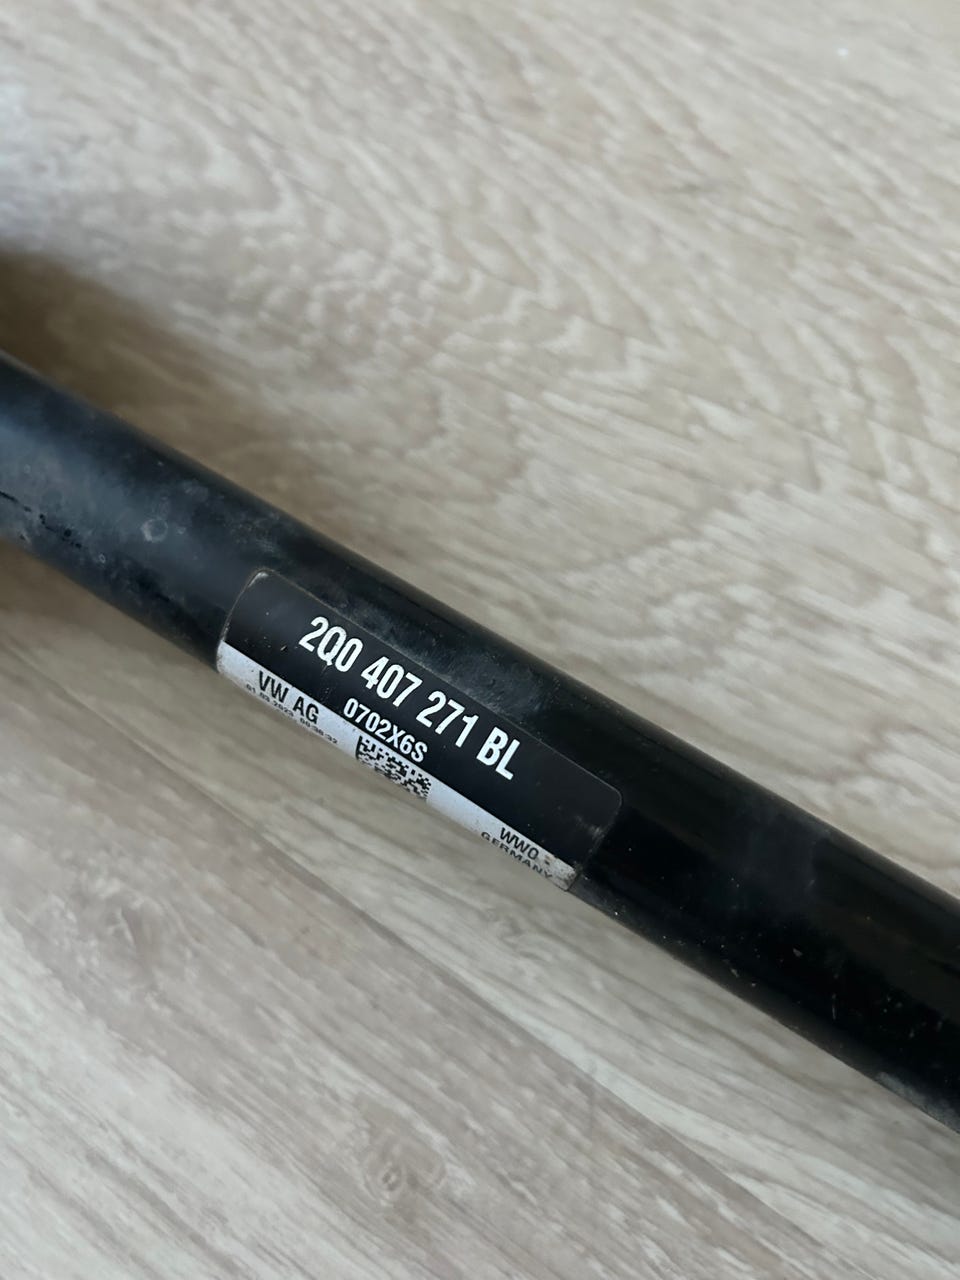 2Q0 407 271 BL
VW AG 0702X6S
WWO
GERMANY